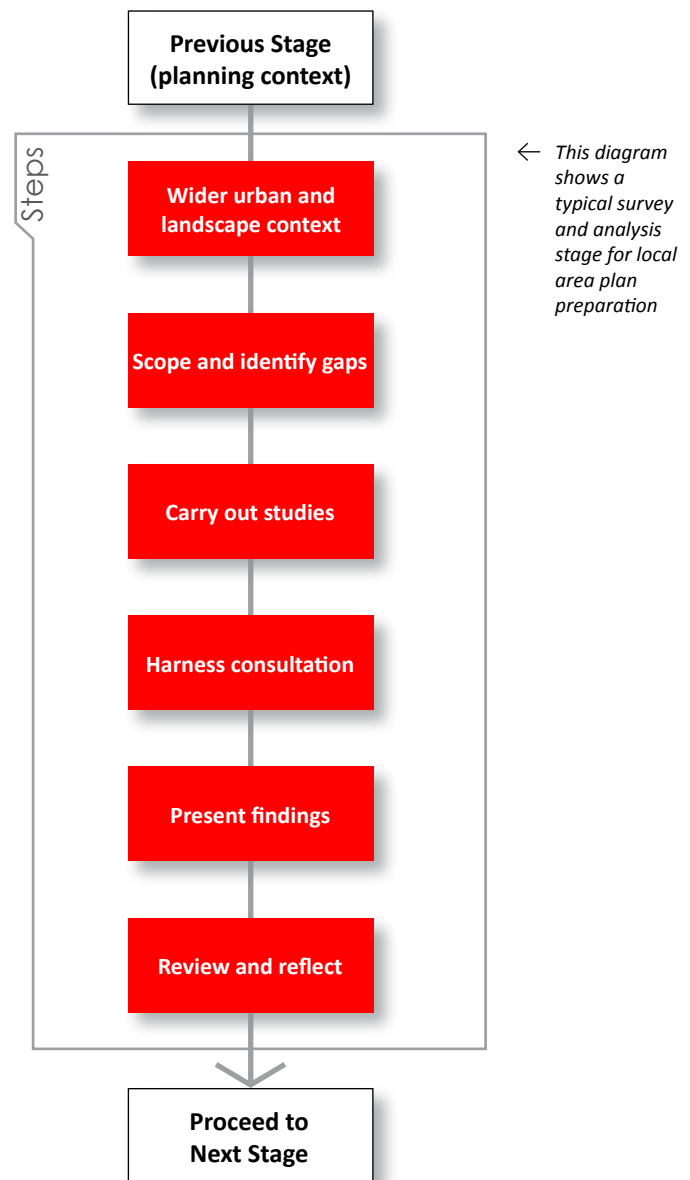 Previous Stage
(planning context)
Steps
← This diagram
shows a
typical survey
and analysis
stage for local
area plan
preparation
Wider urban and
landscape context
Scope and identify gaps
Carry out studies
Harness consultation
Present findings
Review and reflect
Proceed to
Next Stage